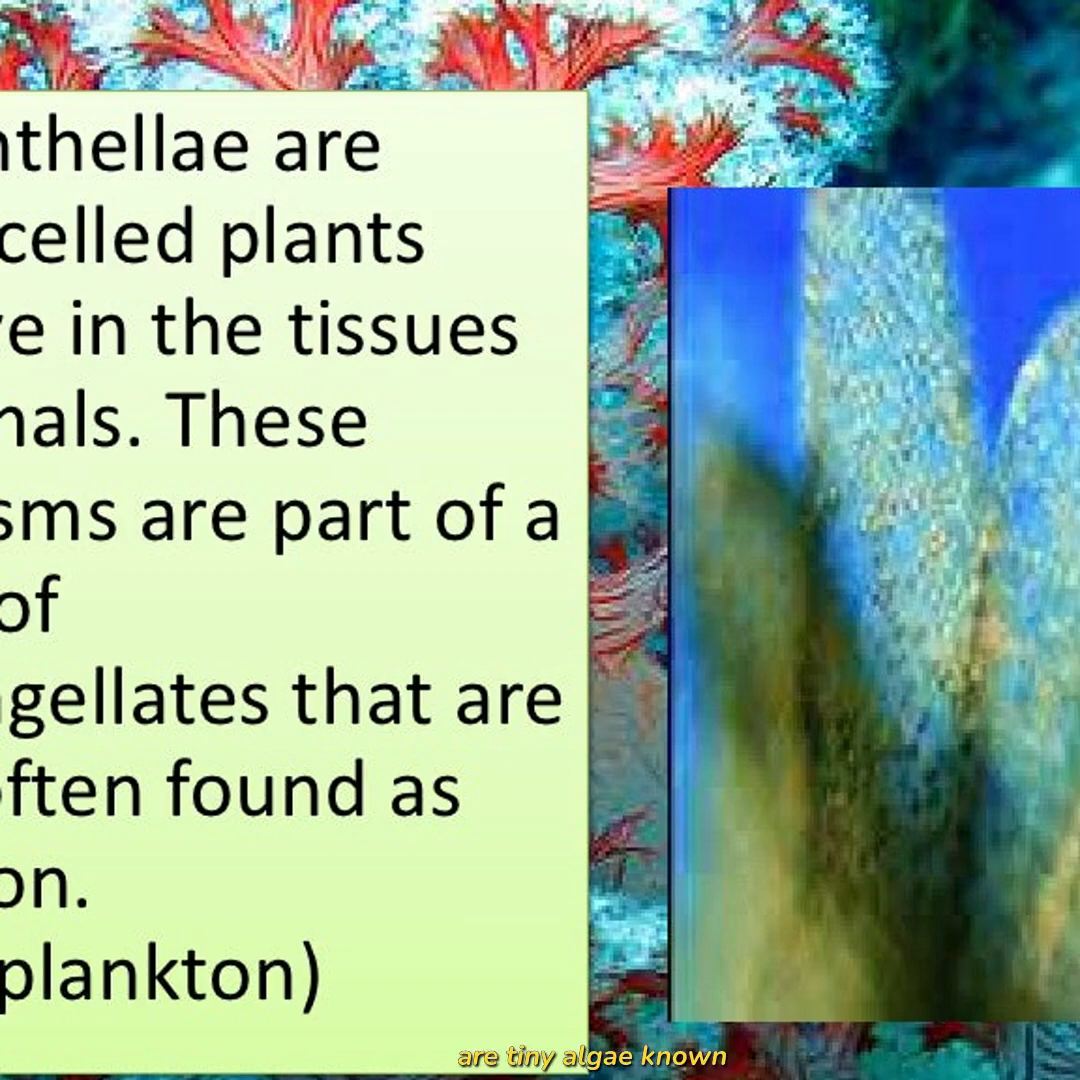 nthellae are
celled plants
ve in the tissues
nals. These
sms are part of a
of
agellates that are
often found as
on.
plankton)
are tiny algae known